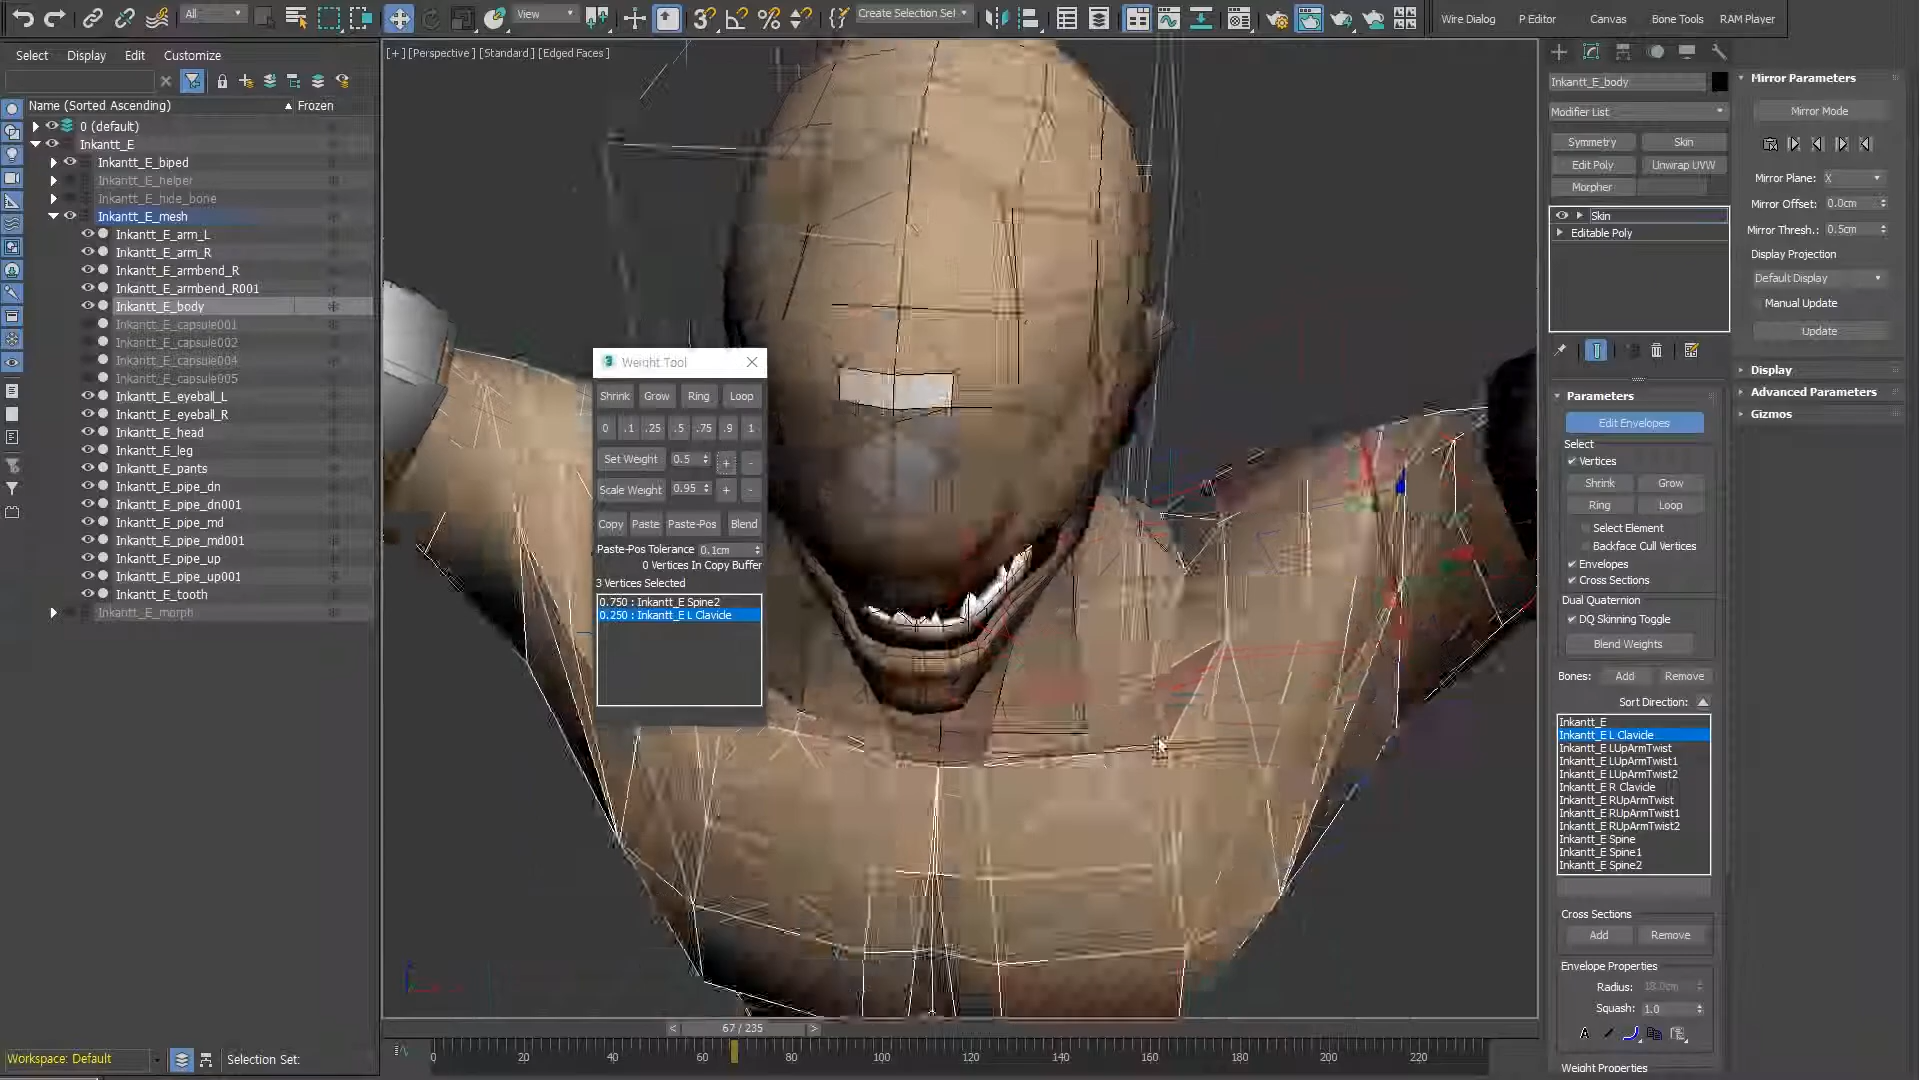 All
View
Create Selection Set
Wire Dialog
P Editor
Canvas
Bone Tools
RAM Player
Select
Display
Edit
Customize
Name (Sorted Ascending)
Frozen
0 (default)
Inkantt_E
Inkantt_E_biped
Inkantt_E_helper
Inkantt_E_hide_bone
Inkantt_E_mesh
Inkantt_E_arm_L
Inkantt_E_arm_R
Inkantt_E_armbend_R
Inkantt_E_armbend_R001
Inkantt_E_body
Inkantt_E_capsule001
Inkantt_E_capsule002
Inkantt_E_capsule004
Inkantt_E_capsule005
Inkantt_E_eyeball_L
Inkantt_E_eyeball_R
Inkantt_E_head
Inkantt_E_leg
Inkantt_E_pants
Inkantt_E_pipe_dn
Inkantt_E_pipe_dn001
Inkantt_E_pipe_md
Inkantt_E_pipe_md001
Inkantt_E_pipe_up
Inkantt_E_pipe_up001
Inkantt_E_tooth
Inkantt_E_morph
Workspace: Default
Selection Set:
[+] [Perspective] [Standard] [Edged Faces]
Weight Tool
Shrink Grow Ring Loop
0 .1 .25 .5 .75 .9 1
Set Weight 0.5 + -
Scale Weight 0.95 + -
Copy Paste Paste-Pos Blend
Paste-Pos Tolerance 0.1cm
0 Vertices In Copy Buffer
3 Vertices Selected
0.750 : Inkantt_E Spine2
0.250 : Inkantt_E L Clavicle
< 67 / 235 >
0 20 40 60 80 100 120 140 160 180 200 220
Inkantt_E_body
Modifier List
Symmetry Skin
Edit Poly Unwrap UVW
Morpher
Skin
Editable Poly
Parameters
Edit Envelopes
Select
Vertices
Shrink Grow
Ring Loop
Select Element
Backface Cull Vertices
Envelopes
Cross Sections
Dual Quaternion
DQ Skinning Toggle
Blend Weights
Bones: Add Remove
Sort Direction:
Inkantt_E
Inkantt_E L Clavicle
Inkantt_E LUpArmTwist
Inkantt_E LUpArmTwist1
Inkantt_E LUpArmTwist2
Inkantt_E R Clavicle
Inkantt_E RUpArmTwist
Inkantt_E RUpArmTwist1
Inkantt_E RUpArmTwist2
Inkantt_E Spine
Inkantt_E Spine1
Inkantt_E Spine2
Cross Sections
Add Remove
Envelope Properties
Radius: 18.0cm
Squash: 1.0
Weight Properties
Mirror Parameters
Mirror Mode
Mirror Plane: X
Mirror Offset: 0.0cm
Mirror Thresh.: 0.5cm
Display Projection
Default Display
Manual Update
Update
Display
Advanced Parameters
Gizmos